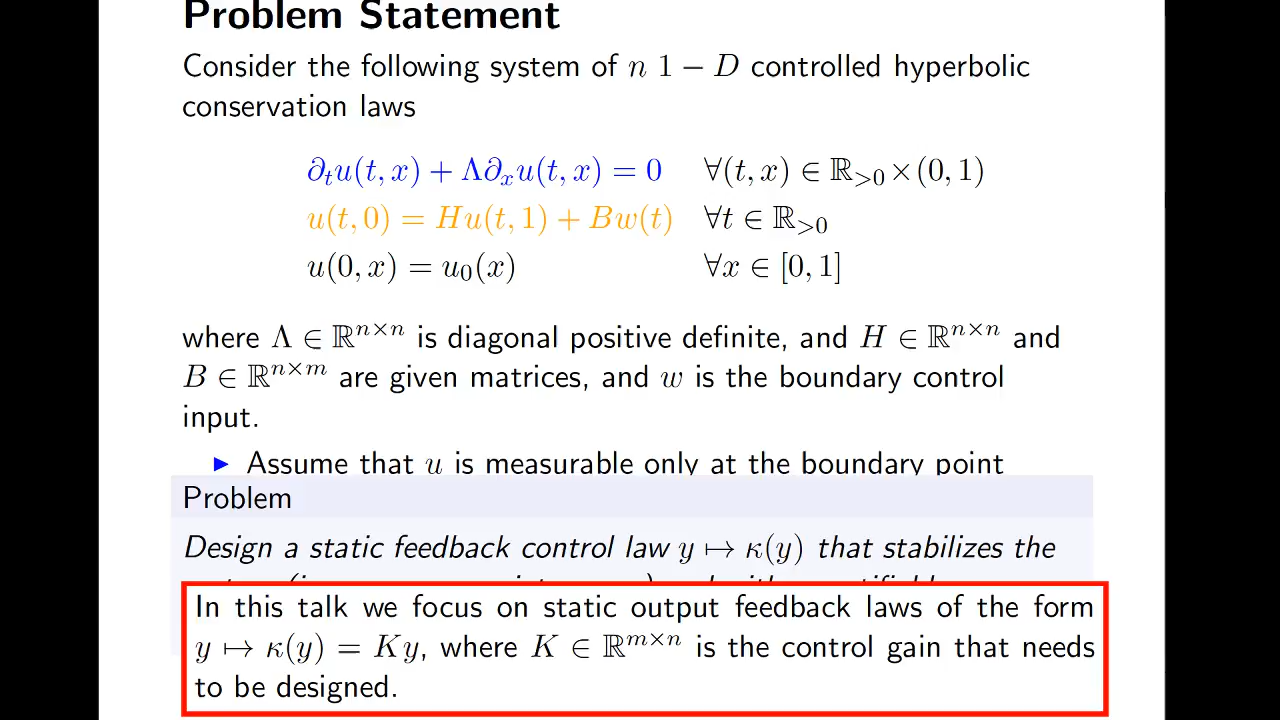 Problem Statement
Consider the following system of n 1 − D controlled hyperbolic
conservation laws
∂ₜu(t, x) + Λ∂ₓu(t, x) = 0 ∀(t, x) ∈ ℝ>0 × (0, 1)
u(t, 0) = Hu(t, 1) + Bw(t) ∀t ∈ ℝ>0
u(0, x) = u₀(x) ∀x ∈ [0, 1]
where Λ ∈ ℝⁿˣⁿ is diagonal positive definite, and H ∈ ℝⁿˣⁿ and
B ∈ ℝⁿˣᵐ are given matrices, and w is the boundary control
input.
▶ Assume that u is measurable only at the boundary point
Problem
Design a static feedback control law y ↦ κ(y) that stabilizes the
In this talk we focus on static output feedback laws of the form
y ↦ κ(y) = Ky, where K ∈ ℝᵐˣⁿ is the control gain that needs
to be designed.